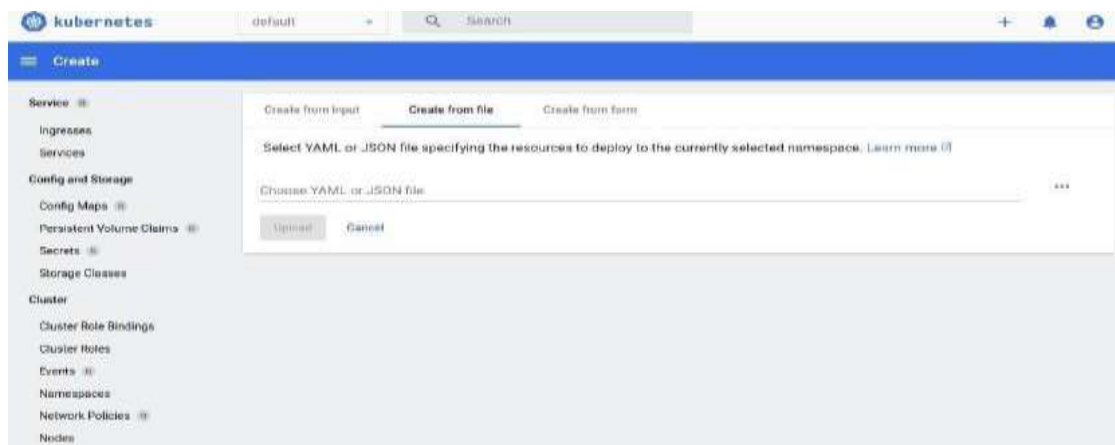 kubernetes
default
Search
Create
Service N
Ingresses
Services
Config and Storage
Config Maps N
Persistent Volume Claims N
Secrets N
Storage Classes
Cluster
Cluster Role Bindings
Cluster Roles
Events N
Namespaces
Network Policies N
Nodes
Create from input
Create from file
Create from form
Select YAML or JSON file specifying the resources to deploy to the currently selected namespace. Learn more
Choose YAML or JSON file
Upload
Cancel